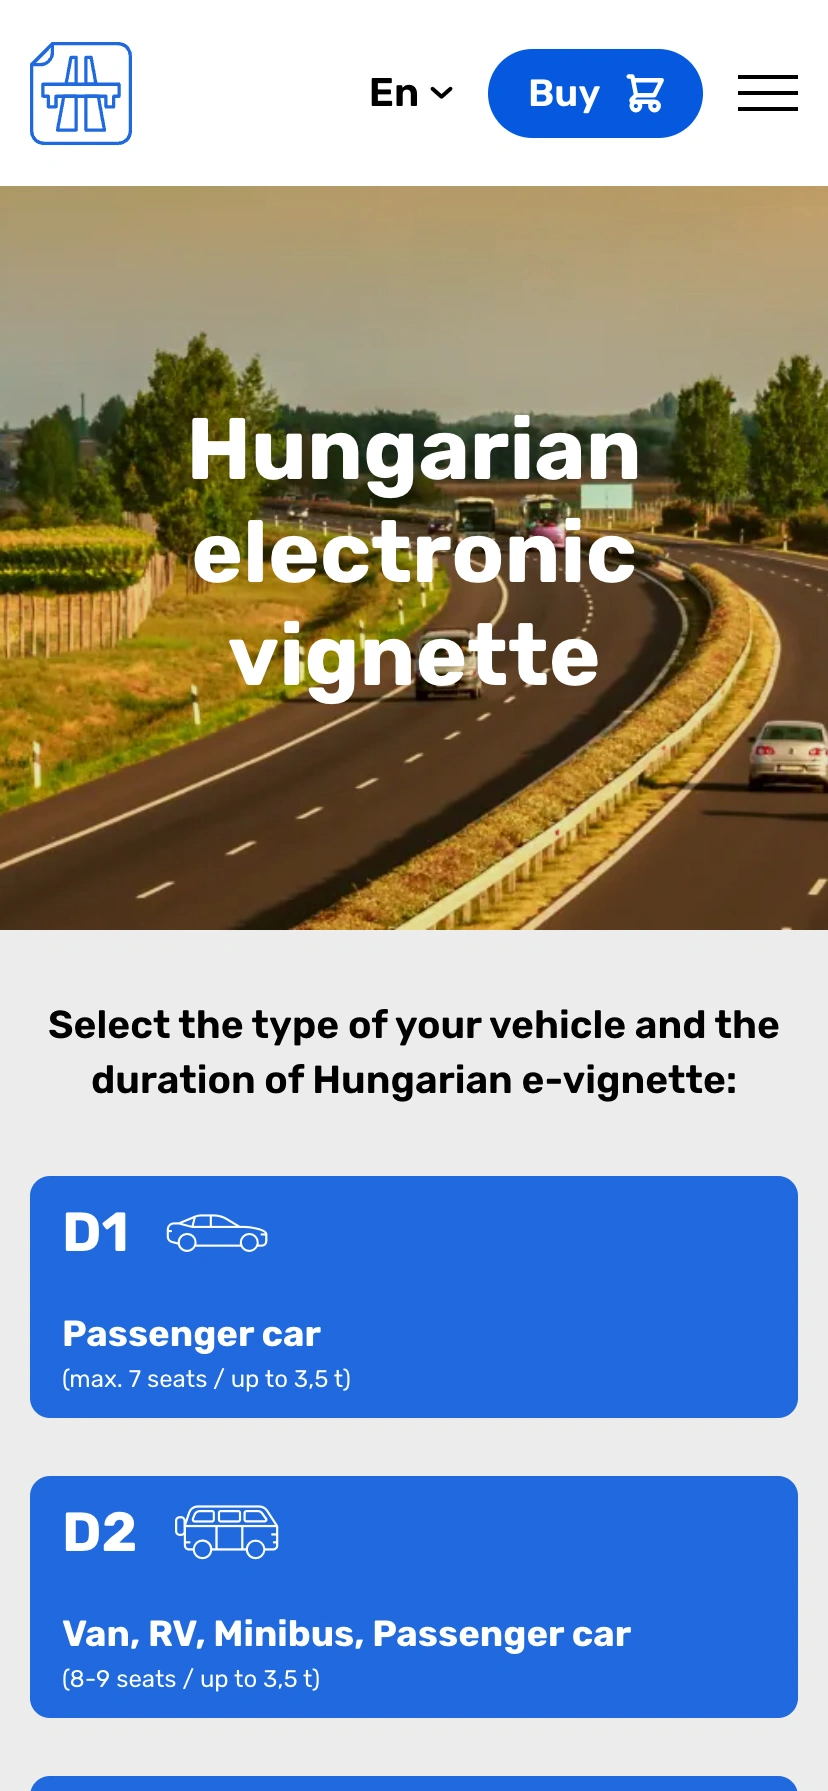 En
Buy
Hungarian
electronic
vignette
Select the type of your vehicle and the
duration of Hungarian e-vignette:
D1
Passenger car
(max. 7 seats / up to 3,5 t)
D2
Van, RV, Minibus, Passenger car
(8-9 seats / up to 3,5 t)